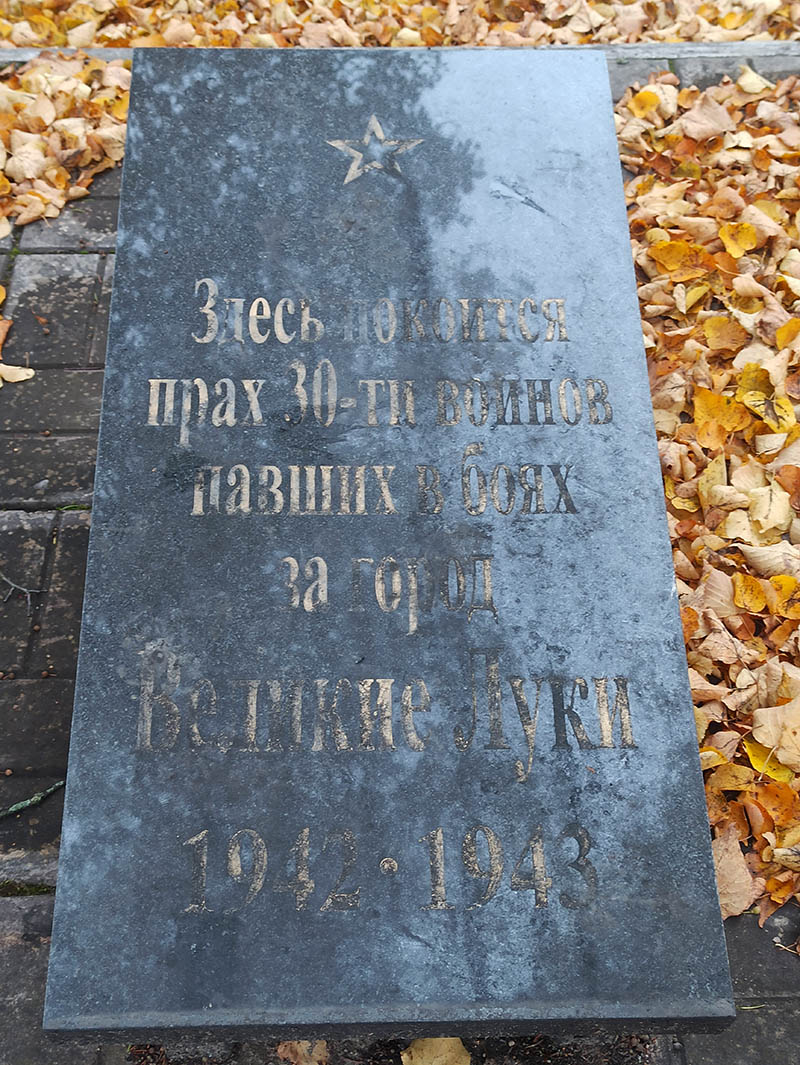 Здесь покоится
прах 30-ти воинов
павших в боях
за город
Великие Луки
1942 • 1943